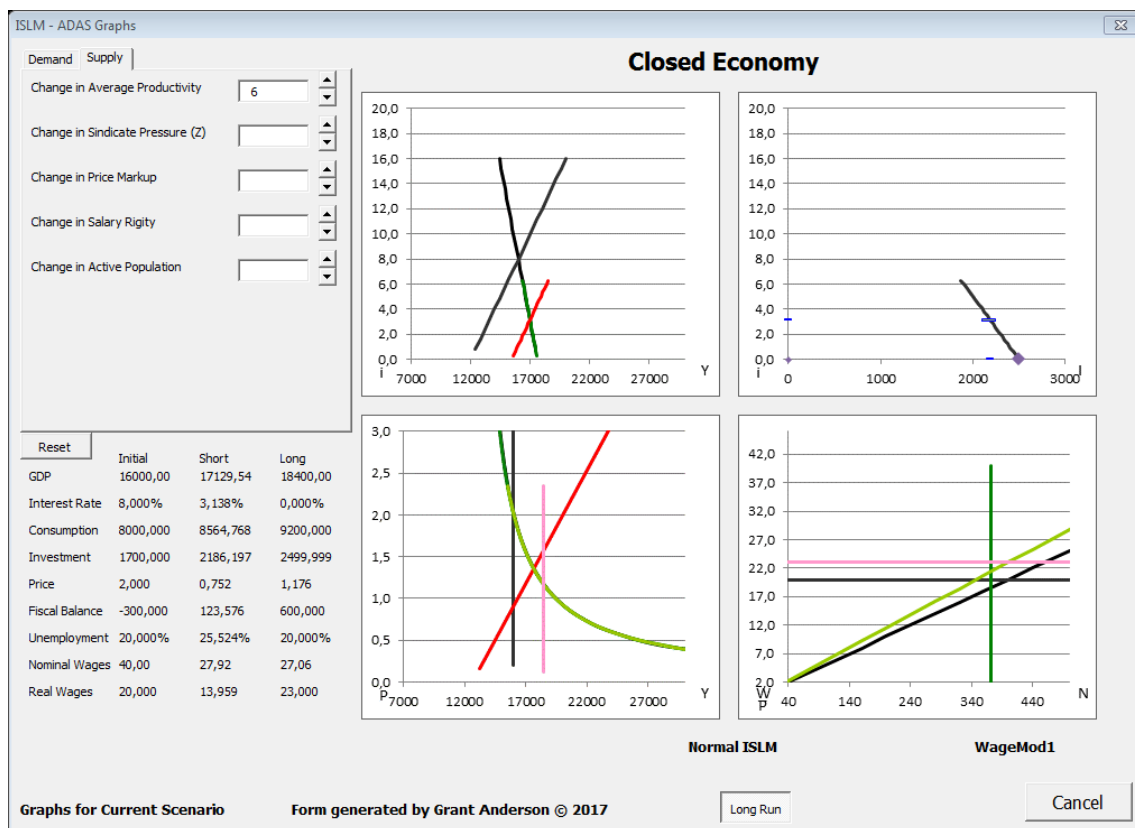 ISLM - ADAS Graphs
Demand Supply
Closed Economy
Change in Average Productivity 6
Change in Sindicate Pressure (Z)
Change in Price Markup
Change in Salary Rigity
Change in Active Population
20,0
18,0
16,0
14,0
12,0
10,0
8,0
6,0
4,0
2,0
0,0
i 7000 12000 17000 22000 27000 Y
20,0
18,0
16,0
14,0
12,0
10,0
8,0
6,0
4,0
2,0
0,0
i 0 1000 2000 3000 I
Reset
Initial Short Long
GDP 16000,00 17129,54 18400,00
Interest Rate 8,000% 3,138% 0,000%
Consumption 8000,000 8564,768 9200,000
Investment 1700,000 2186,197 2499,999
Price 2,000 0,752 1,176
Fiscal Balance -300,000 123,576 600,000
Unemployment 20,000% 25,524% 20,000%
Nominal Wages 40,00 27,92 27,06
Real Wages 20,000 13,959 23,000
3,0
2,5
2,0
1,5
1,0
0,5
0,0
P 7000 12000 17000 22000 27000 Y
42,0
37,0
32,0
27,0
22,0
17,0
12,0
7,0
2,0
W
P 40 140 240 340 440 N
Normal ISLM WageMod1
Graphs for Current Scenario Form generated by Grant Anderson © 2017 Long Run Cancel